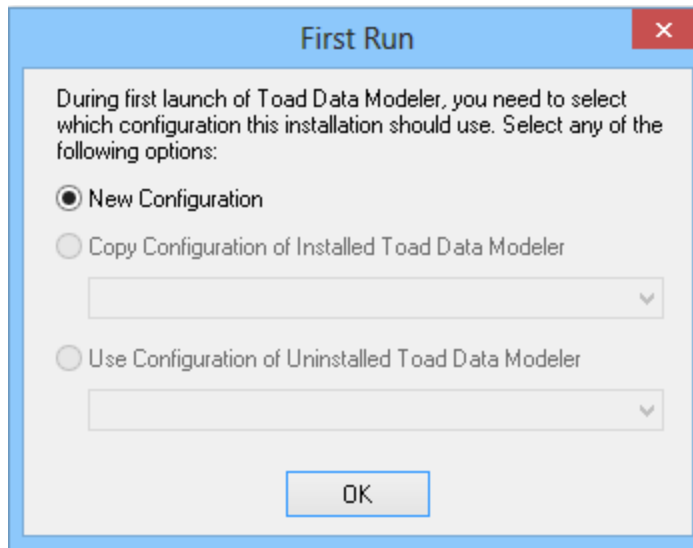 First Run
During first launch of Toad Data Modeler, you need to select
which configuration this installation should use. Select any of the
following options:
New Configuration
Copy Configuration of Installed Toad Data Modeler
Use Configuration of Uninstalled Toad Data Modeler
OK